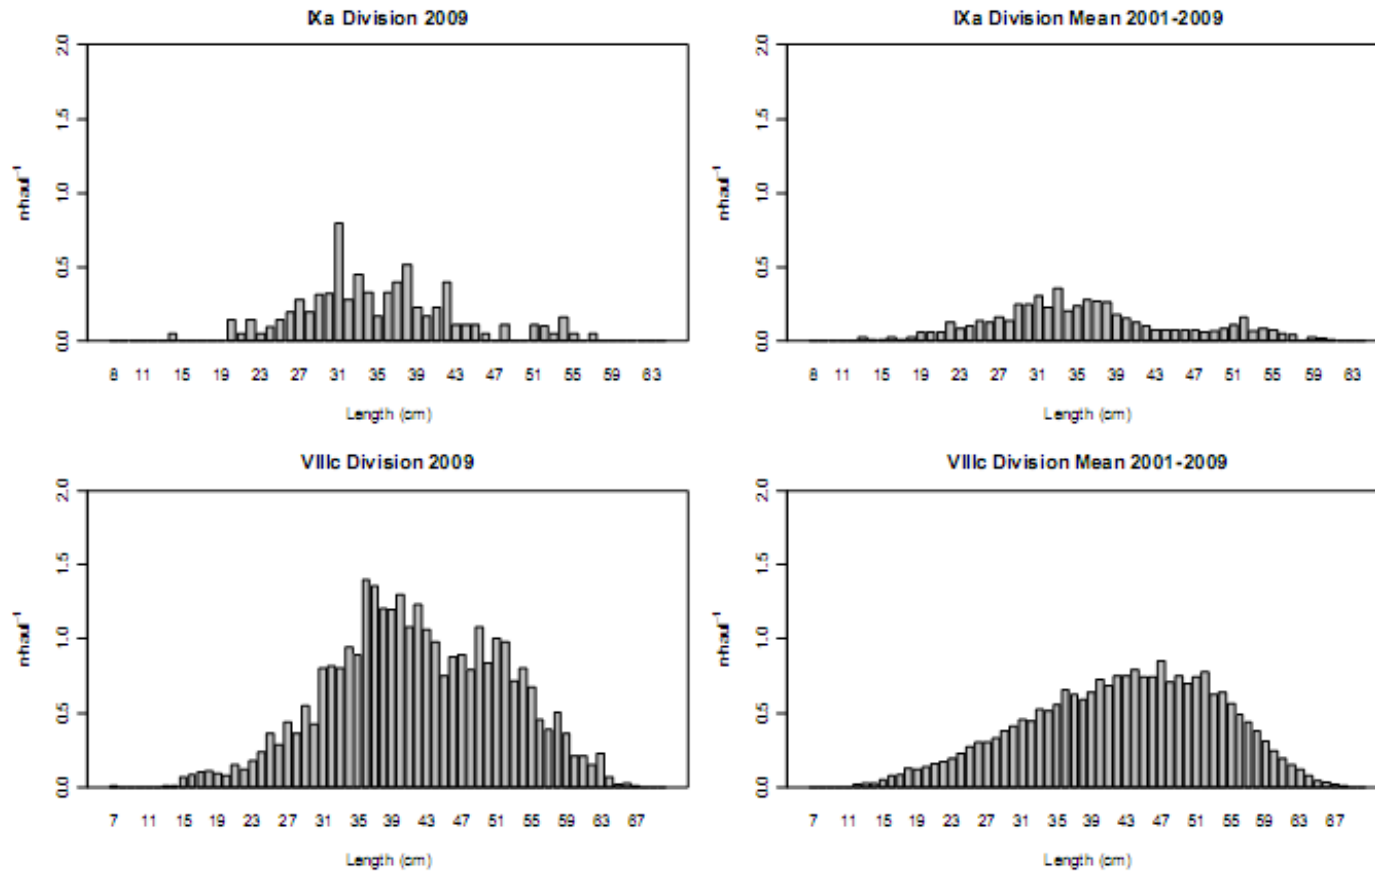 IXa Division 2009
2.0
1.5
1.0
0.5
0.0
n·haul⁻¹
8 11 15 19 23 27 31 35 39 43 47 51 55 59 63
Length (cm)
IXa Division Mean 2001-2009
2.0
1.5
1.0
0.5
0.0
n·haul⁻¹
8 11 15 19 23 27 31 35 39 43 47 51 55 59 63
Length (cm)
VIIIc Division 2009
2.0
1.5
1.0
0.5
0.0
n·haul⁻¹
7 11 15 19 23 27 31 35 39 43 47 51 55 59 63 67
Length (cm)
VIIIc Division Mean 2001-2009
2.0
1.5
1.0
0.5
0.0
n·haul⁻¹
7 11 15 19 23 27 31 35 39 43 47 51 55 59 63 67
Length (cm)